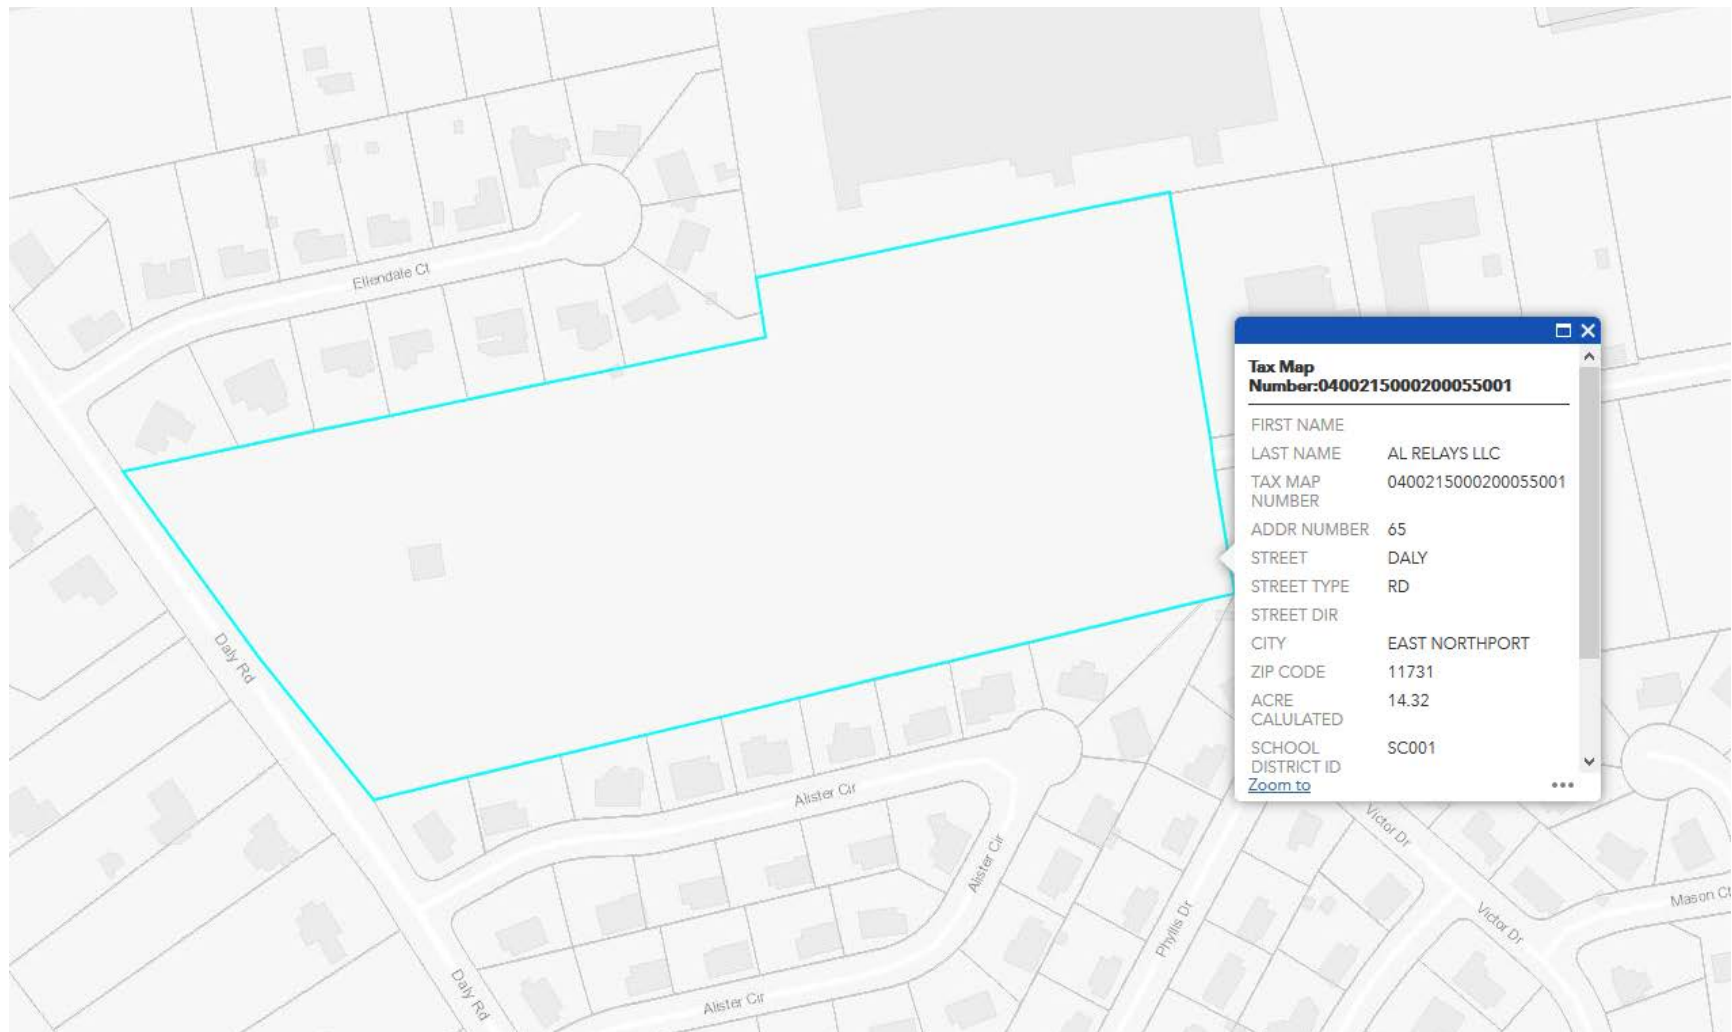 Ellendale Ct
Tax Map
Number:0400215000200055001
FIRST NAME
LAST NAME AL RELAYS LLC
TAX MAP
NUMBER 0400215000200055001
ADDR NUMBER 65
STREET DALY
STREET TYPE RD
STREET DIR
CITY EAST NORTHPORT
ZIP CODE 11731
ACRE
CALULATED 14.32
SCHOOL
DISTRICT ID SC001
Zoom to
Daly Rd
Alister Cir
Alister Cir
Victor Dr
Mason Ct
Victor Dr
Phyllis Dr
Daly Rd
Alister Cir